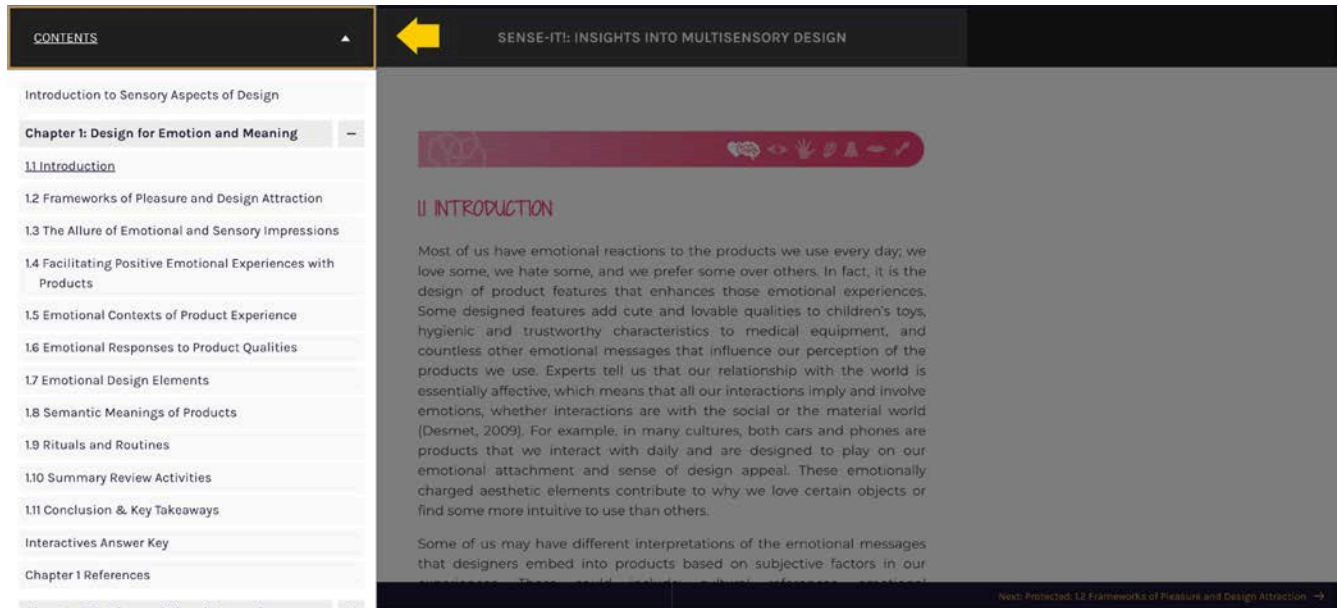 CONTENTS
SENSE-IT!: INSIGHTS INTO MULTISENSORY DESIGN
Introduction to Sensory Aspects of Design
Chapter 1: Design for Emotion and Meaning
1.1 Introduction
1.2 Frameworks of Pleasure and Design Attraction
1.3 The Allure of Emotional and Sensory Impressions
1.4 Facilitating Positive Emotional Experiences with
Products
1.5 Emotional Contexts of Product Experience
1.6 Emotional Responses to Product Qualities
1.7 Emotional Design Elements
1.8 Semantic Meanings of Products
1.9 Rituals and Routines
1.10 Summary Review Activities
1.11 Conclusion & Key Takeaways
Interactives Answer Key
Chapter 1 References
1.1 INTRODUCTION
Most of us have emotional reactions to the products we use every day; we
love some, we hate some, and we prefer some over others. In fact, it is the
design of product features that enhances those emotional experiences.
Some designed features add cute and lovable qualities to children's toys,
hygienic and trustworthy characteristics to medical equipment, and
countless other emotional messages that influence our perception of the
products we use. Experts tell us that our relationship with the world is
essentially affective, which means that all our interactions imply and involve
emotions, whether interactions are with the social or the material world
(Desmet, 2009). For example, in many cultures, both cars and phones are
products that we interact with daily and are designed to play on our
emotional attachment and sense of design appeal. These emotionally
charged aesthetic elements contribute to why we love certain objects or
find some more intuitive to use than others.
Some of us may have different interpretations of the emotional messages
that designers embed into products based on subjective factors in our
Next: Protected: 1.2 Frameworks of Pleasure and Design Attraction →